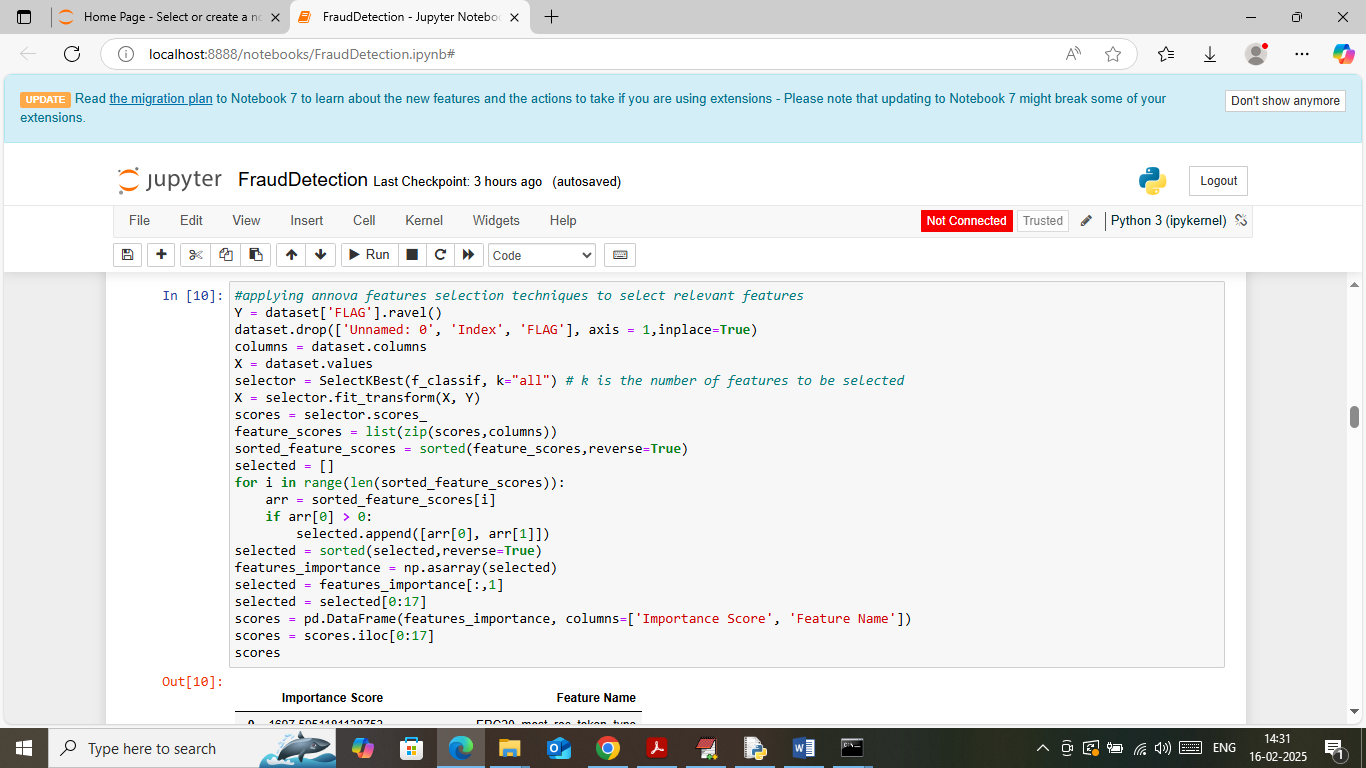 Home Page - Select or create a n
FraudDetection - Jupyter Noteboo
localhost:8888/notebooks/FraudDetection.ipynb#
UPDATE Read the migration plan to Notebook 7 to learn about the new features and the actions to take if you are using extensions - Please note that updating to Notebook 7 might break some of your
extensions.
Don't show anymore
jupyter FraudDetection Last Checkpoint: 3 hours ago (autosaved)
Logout
File Edit View Insert Cell Kernel Widgets Help
Not Connected Trusted Python 3 (ipykernel)
Run Code
In [10]: #applying annova features selection techniques to select relevant features
Y = dataset['FLAG'].ravel()
dataset.drop(['Unnamed: 0', 'Index', 'FLAG'], axis = 1,inplace=True)
columns = dataset.columns
X = dataset.values
selector = SelectKBest(f_classif, k="all") # k is the number of features to be selected
X = selector.fit_transform(X, Y)
scores = selector.scores_
feature_scores = list(zip(scores,columns))
sorted_feature_scores = sorted(feature_scores,reverse=True)
selected = []
for i in range(len(sorted_feature_scores)):
    arr = sorted_feature_scores[i]
    if arr[0] > 0:
        selected.append([arr[0], arr[1]])
selected = sorted(selected,reverse=True)
features_importance = np.asarray(selected)
selected = features_importance[:,1]
selected = selected[0:17]
scores = pd.DataFrame(features_importance, columns=['Importance Score', 'Feature Name'])
scores = scores.iloc[0:17]
scores
Out[10]:
Importance Score Feature Name
Type here to search
ENG
14:31
16-02-2025
1